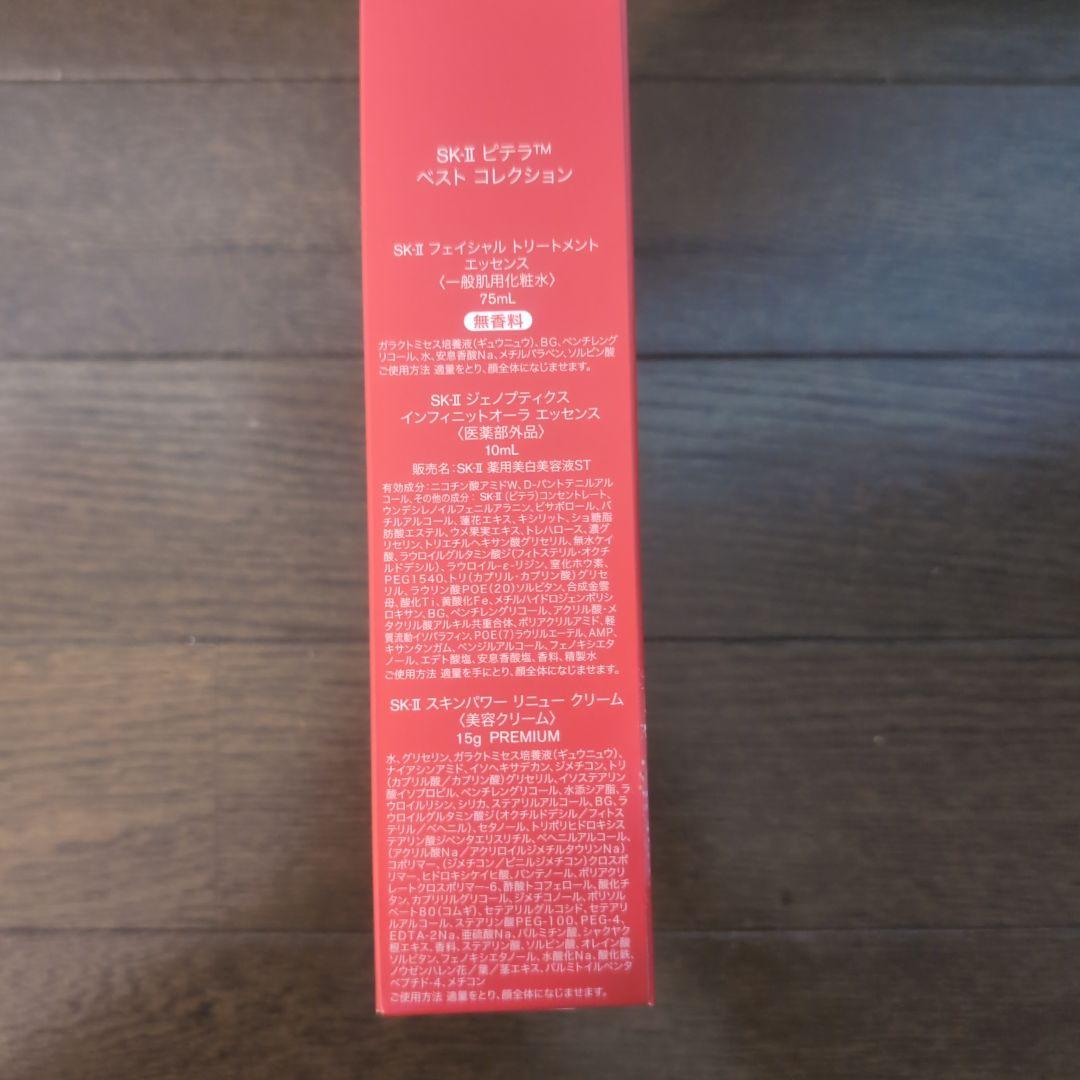 SK-Ⅱ ピテラ™
ベスト コレクション
SK-Ⅱ フェイシャル トリートメント
エッセンス
〈一般肌用化粧水〉
75mL
無香料
ガラクトミセス培養液（ギュウニュウ）、BG、ペンチレング
リコール、水、安息香酸Na、メチルパラベン、ソルビン酸
ご使用方法 適量をとり、顔全体になじませます。
SK-Ⅱ ジェノプティクス
インフィニットオーラ エッセンス
〈医薬部外品〉
10mL
販売名：SK-Ⅱ 薬用美白美容液ST
有効成分：ニコチン酸アミドW、D-パントテニルアル
コール、その他の成分：SK-Ⅱ（ピテラ）コンセントレート、
ウンデシレノイルフェニルアラニン、ビサボロール、バ
チルアルコール、蓮花エキス、キシリット、ショ糖脂
肪酸エステル、ウメ果実エキス、トレハロース、濃グ
リセリン、トリエチルヘキサン酸グリセリル、無水ケイ
酸、ラウロイルグルタミン酸ジ（フィトステリル・オクチ
ルドデシル）、ラウロイル-ε-リジン、窒化ホウ素、
PEG1540、トリ（カプリル・カプリン酸）グリセ
リル、ラウリン酸POE（20）ソルビタン、合成金雲
母、酸化Ti、黄酸化Fe、メチルハイドロジェンポリシ
ロキサン、BG、ペンチレングリコール、アクリル酸・メ
タクリル酸アルキル共重合体、ポリアクリルアミド、軽
質流動イソパラフィン、POE（7）ラウリルエーテル、AMP、
キサンタンガム、ベンジルアルコール、フェノキシエタ
ノール、エデト酸塩、安息香酸塩、香料、精製水
ご使用方法 適量を手にとり、顔全体になじませます。
SK-Ⅱ スキンパワー リニュー クリーム
〈美容クリーム〉
15g PREMIUM
水、グリセリン、ガラクトミセス培養液（ギュウニュウ）、
ナイアシンアミド、イソヘキサデカン、ジメチコン、トリ
（カプリル酸／カプリン酸）グリセリル、イソステアリン
酸イソプロピル、ペンチレングリコール、水添シア脂、ラ
ウロイルリシン、シリカ、ステアリルアルコール、BG、ラ
ウロイルグルタミン酸ジ（オクチルドデシル／フィトス
テリル／ベヘニル）、セタノール、トリポリヒドロキシス
テアリン酸ジペンタエリスリチル、ベヘニルアルコール、
（アクリル酸Na／アクリロイルジメチルタウリンNa）
コポリマー、（ジメチコン／ビニルジメチコン）クロスポ
リマー、ヒドロキシケイヒ酸、パンテノール、ポリアクリ
レートクロスポリマー-6、酢酸トコフェロール、酸化チ
タン、カプリリルグリコール、ジメチコノール、ポリソル
ベート80（コムギ）、セテアリルグルコシド、セテアリ
ルアルコール、ステアリン酸PEG-100、PEG-4、
EDTA-2Na、亜硫酸Na、パルミチン酸、シャクヤク
根エキス、香料、ステアリン酸、ソルビン酸、オレイン酸
ソルビタン、フェノキシエタノール、水酸化Na、酸化鉄、
ノウゼンハレン花／葉／茎エキス、パルミトイルペンタ
ペプチド-4、メチコン
ご使用方法 適量をとり、顔全体になじませます。